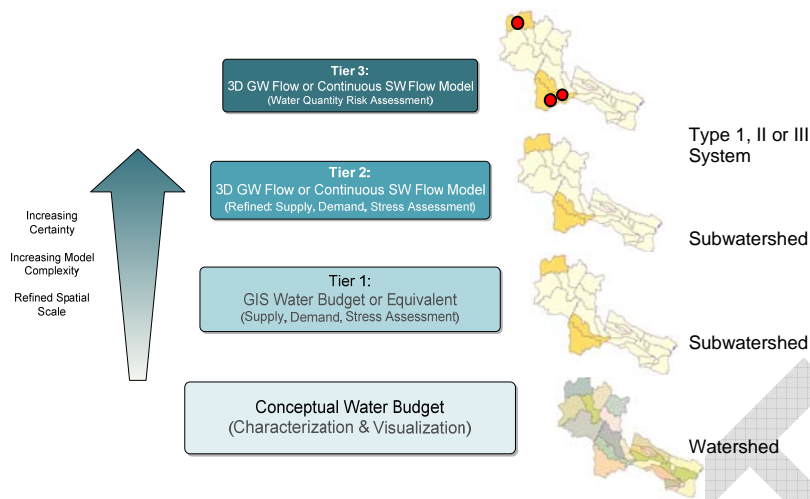 Tier 3:
3D GW Flow or Continuous SW Flow Model
(Water Quantity Risk Assessment)
Type 1, II or III
System
Tier 2:
3D GW Flow or Continuous SW Flow Model
(Refined: Supply, Demand, Stress Assessment)
Subwatershed
Increasing
Certainty
Increasing Model
Complexity
Refined Spatial
Scale
Tier 1:
GIS Water Budget or Equivalent
(Supply, Demand, Stress Assessment)
Subwatershed
Conceptual Water Budget
(Characterization & Visualization)
Watershed